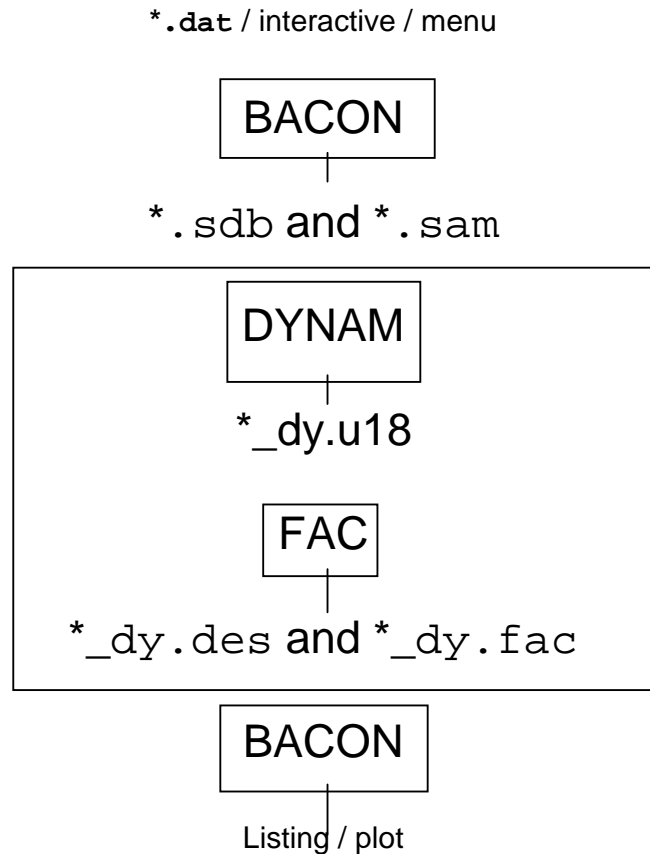 *.dat / interactive / menu
BACON
*.sdb and *.sam
DYNAM
*_dy.u18
FAC
*_dy.des and *_dy.fac
BACON
Listing / plot